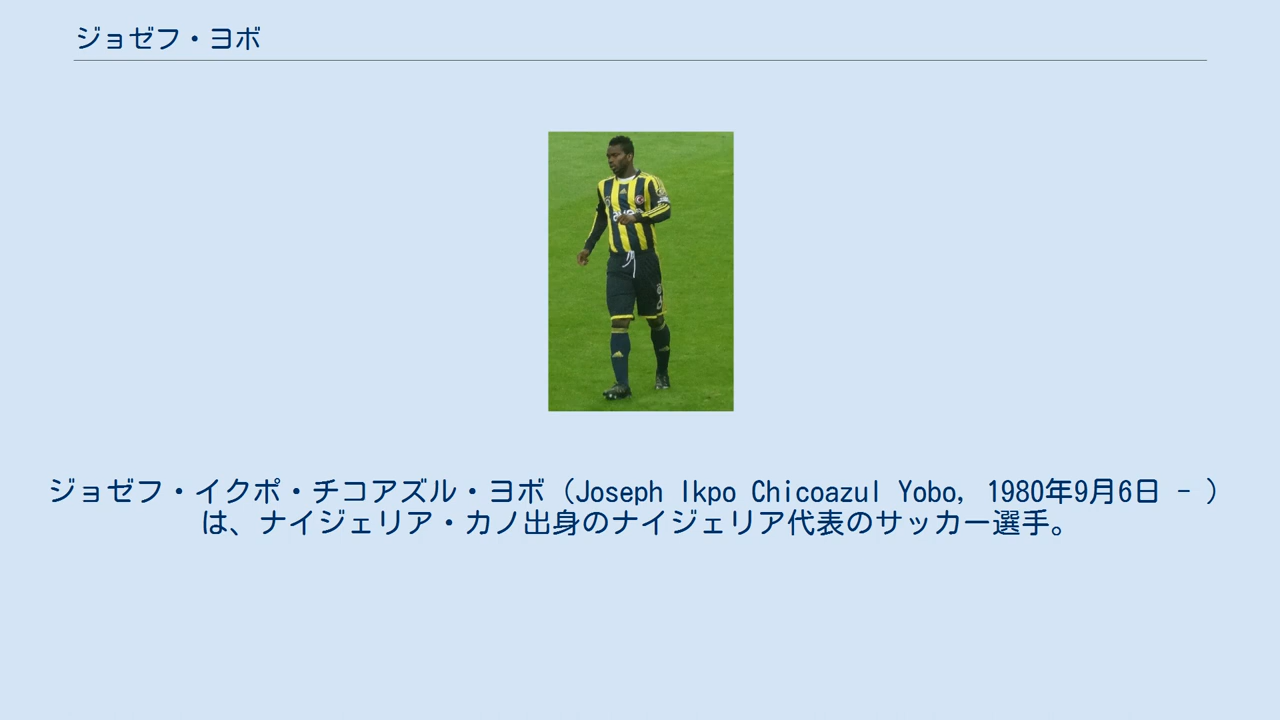 ジョゼフ・ヨボ
ジョゼフ・イクポ・チコアズル・ヨボ（Joseph Ikpo Chicoazul Yobo, 1980年9月6日 - ）
は、ナイジェリア・カノ出身のナイジェリア代表のサッカー選手。